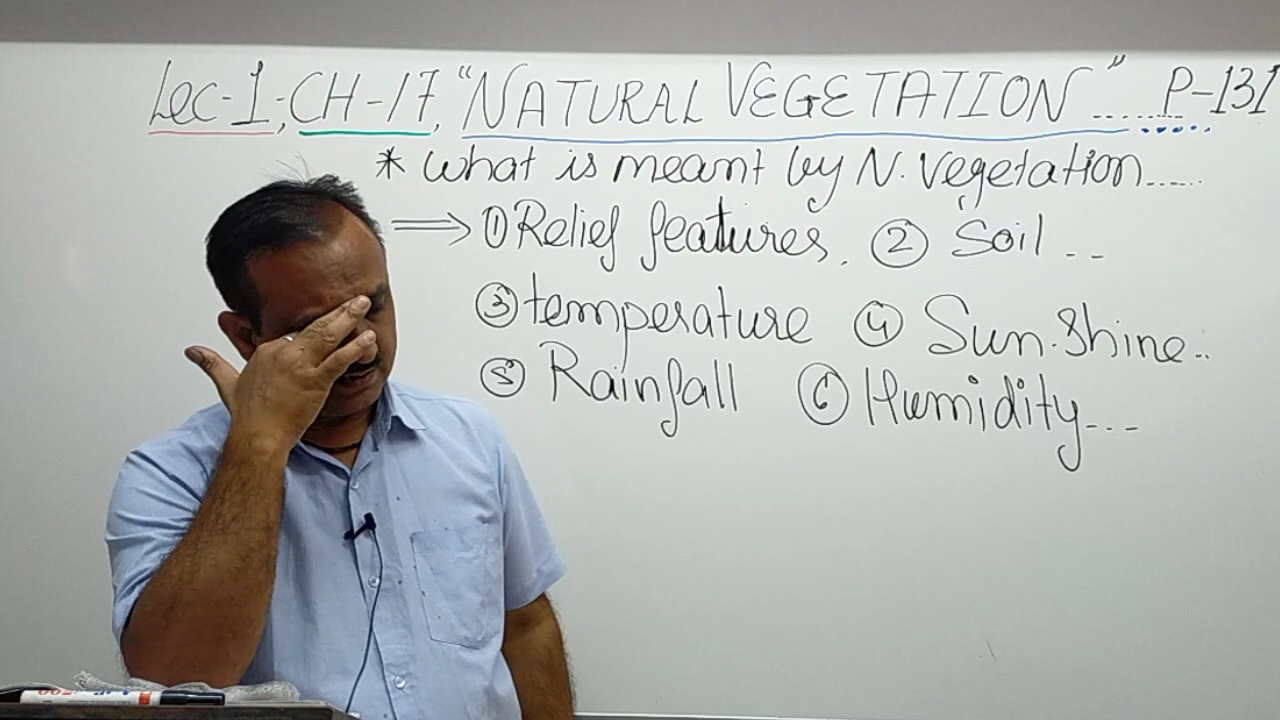 Lec-1, CH-17, "NATURAL VEGETATION" ........ P-131
* What is meant by N. Vegetation......
⟹ ① Relief features. ② Soil ..
③ temperature ④ Sun.Shine..
⑤ Rainfall ⑥ Humidity...